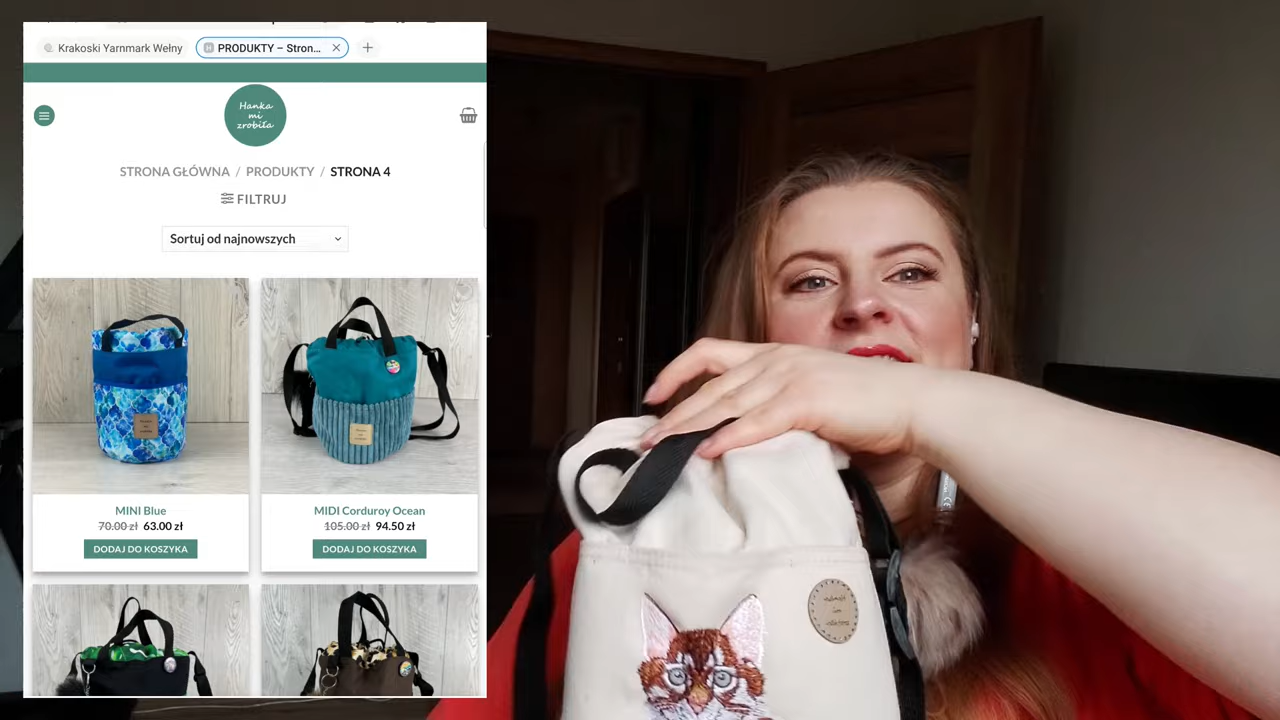 Krakoski Yarnmark Wełny
PRODUKTY – Stron...
Hanka
mi
zrobiła
STRONA GŁÓWNA / PRODUKTY / STRONA 4
FILTRUJ
Sortuj od najnowszych
MINI Blue
70.00 zł 63.00 zł
DODAJ DO KOSZYKA
MIDI Corduroy Ocean
105.00 zł 94.50 zł
DODAJ DO KOSZYKA